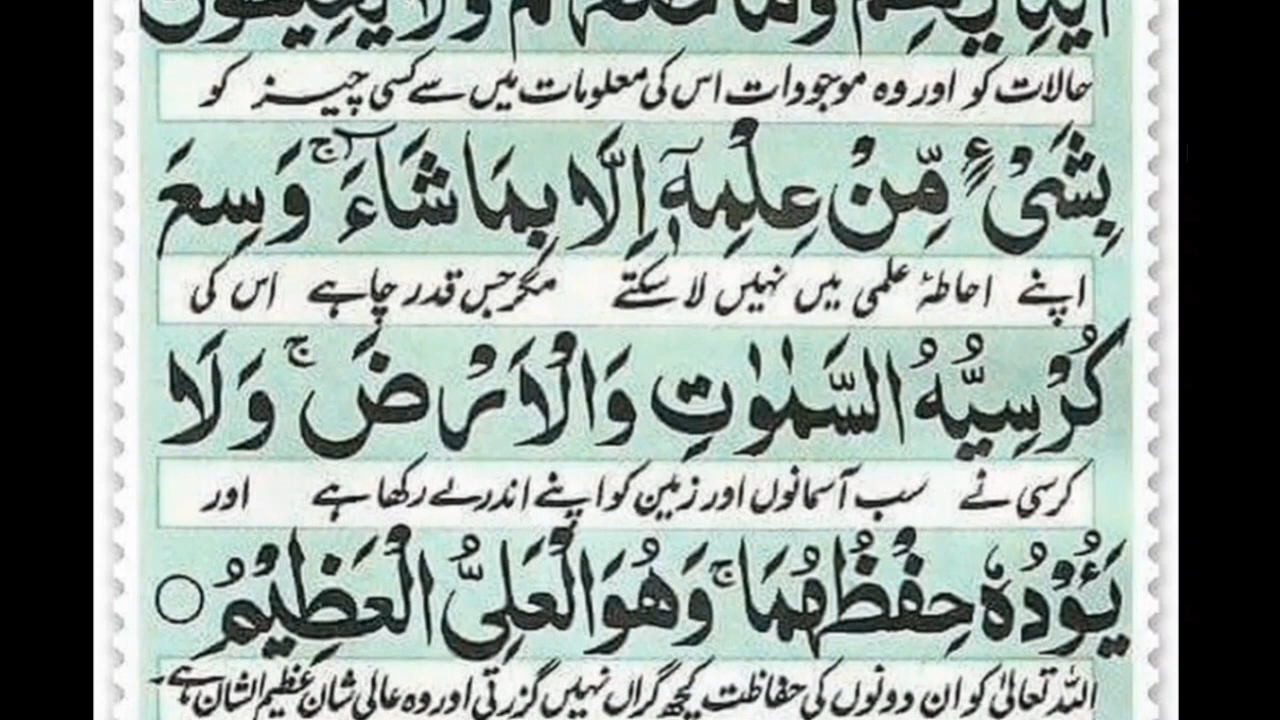 اَيْدِيْهِمْ وَمَا خَلْفَهُمْ وَلَا يُحِيْطُوْنَ
حالات کو اور وہ موجودات اس کی معلومات میں سے کسی چیز کو
بِشَیْءٍ مِّنْ عِلْمِهٖٓ اِلَّا بِمَا شَآءَ ۚ وَسِعَ
اپنے احاطۂ علمی میں نہیں لا سکتے مگر جس قدر چاہے اس کی
كُرْسِيُّهُ السَّمٰوٰتِ وَالْاَرْضَ ۚ وَلَا
کرسی نے سب آسمانوں اور زمین کو اپنے اندر لے رکھا ہے اور
يَـُٔوْدُهٗ حِفْظُهُمَا ۚ وَهُوَ الْعَلِىُّ الْعَظِيْمُ ○
اللہ تعالیٰ کو ان دونوں کی حفاظت کچھ گراں نہیں گزرتی اور وہ عالی شان عظیم الشان ہے۔